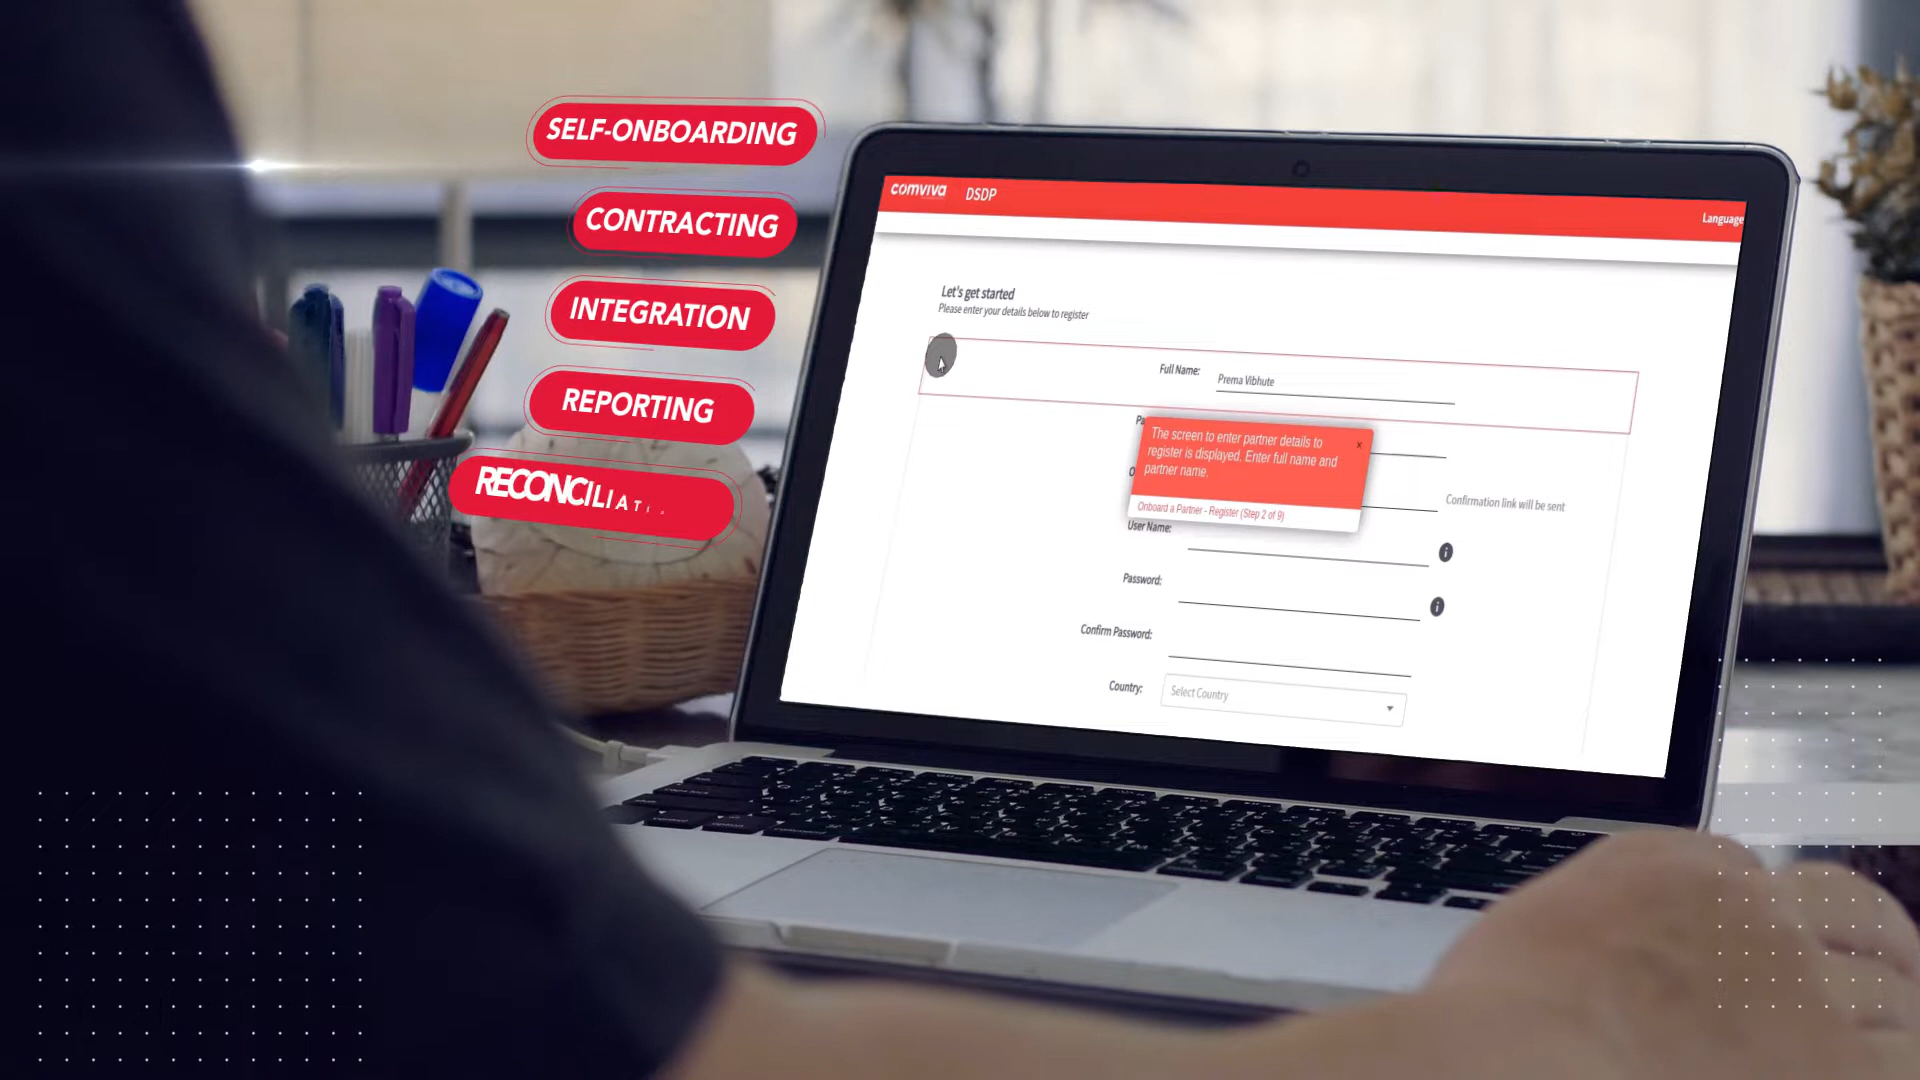 SELF-ONBOARDING
CONTRACTING
INTEGRATION
REPORTING
RECONCILIAT
comviva DSDP Language
Let's get started
Please enter your details below to register
Full Name: Prema Vibhute
Pa
The screen to enter partner details to
register is displayed. Enter full name and
partner name.
x
Onboard a Partner - Register (Step 2 of 9)
Confirmation link will be sent
User Name:
Password:
Confirm Password:
Country: Select Country